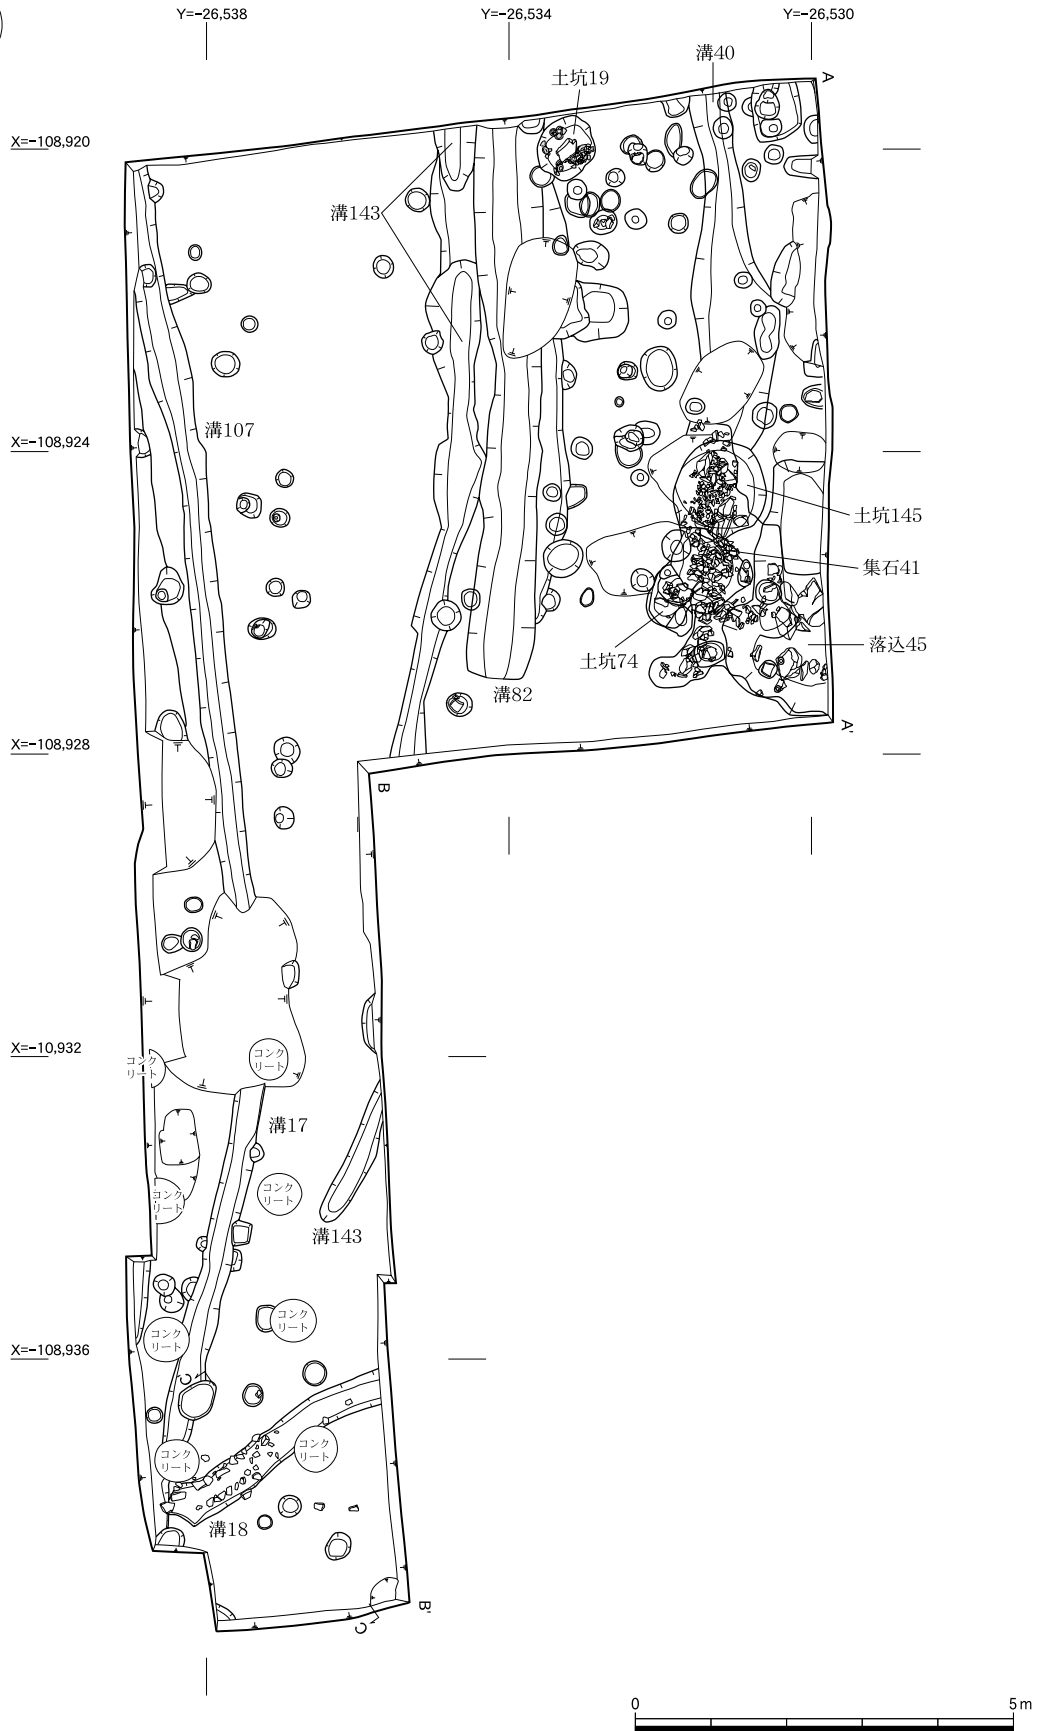 Y=-26,538
Y=-26,534
Y=-26,530
溝40
土坑19
A
X=-108,920
溝143
溝107
X=-108,924
土坑145
集石41
落込45
土坑74
溝82
A'
X=-108,928
B
X=-10,932
コンク
リート
コンク
リート
溝17
コンク
リート
コンク
リート
溝143
コンク
リート
コンク
リート
X=-108,936
C
コンク
リート
コンク
リート
溝18
B'
C'
0
5m